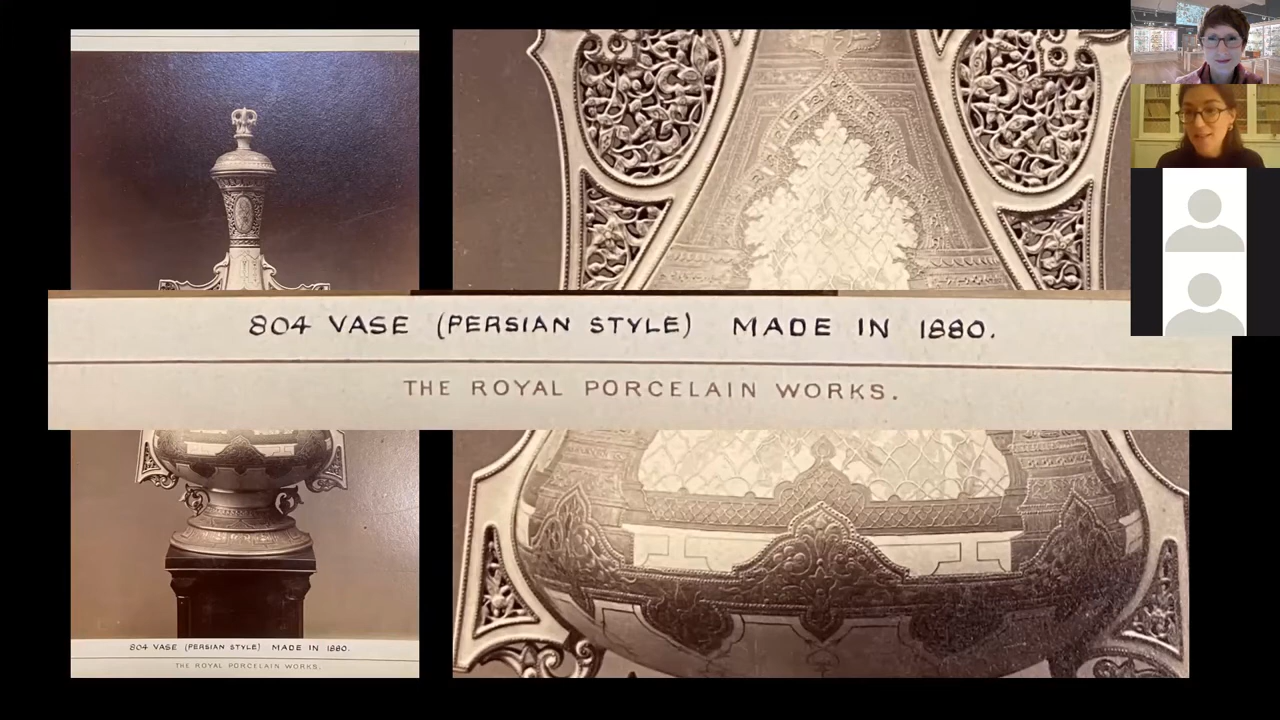 804 VASE (PERSIAN STYLE) MADE IN 1880.
THE ROYAL PORCELAIN WORKS.
804 VASE (PERSIAN STYLE) MADE IN 1880.
THE ROYAL PORCELAIN WORKS.